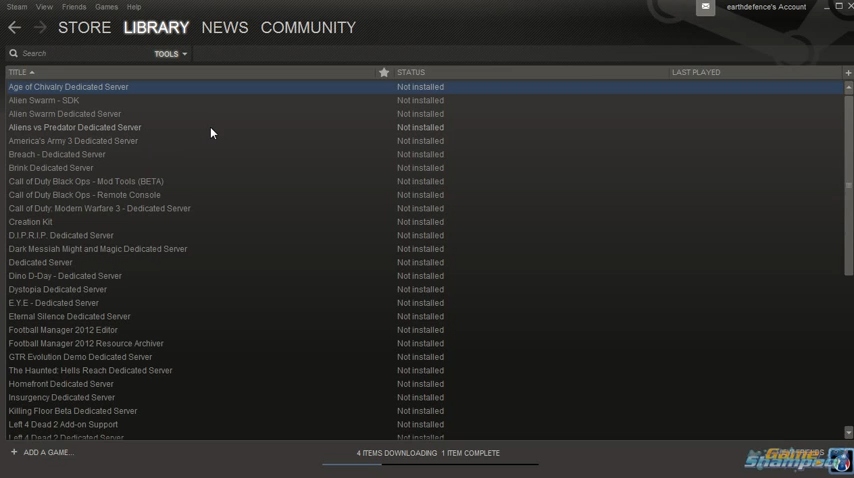 Steam View Friends Games Help
earthdefence's Account
STORE LIBRARY NEWS COMMUNITY
Search TOOLS
TITLE STATUS LAST PLAYED
Age of Chivalry Dedicated Server Not installed
Alien Swarm - SDK Not installed
Alien Swarm Dedicated Server Not installed
Aliens vs Predator Dedicated Server Not installed
America's Army 3 Dedicated Server Not installed
Breach - Dedicated Server Not installed
Brink Dedicated Server Not installed
Call of Duty Black Ops - Mod Tools (BETA) Not installed
Call of Duty Black Ops - Remote Console Not installed
Call of Duty: Modern Warfare 3 - Dedicated Server Not installed
Creation Kit Not installed
D.I.P.R.I.P. Dedicated Server Not installed
Dark Messiah Might and Magic Dedicated Server Not installed
Dedicated Server Not installed
Dino D-Day - Dedicated Server Not installed
Dystopia Dedicated Server Not installed
E.Y.E - Dedicated Server Not installed
Eternal Silence Dedicated Server Not installed
Football Manager 2012 Editor Not installed
Football Manager 2012 Resource Archiver Not installed
GTR Evolution Demo Dedicated Server Not installed
The Haunted: Hells Reach Dedicated Server Not installed
Homefront Dedicated Server Not installed
Insurgency Dedicated Server Not installed
Killing Floor Beta Dedicated Server Not installed
Left 4 Dead 2 Add-on Support Not installed
Left 4 Dead 2 Dedicated Server Not installed
+ ADD A GAME... 4 ITEMS DOWNLOADING 1 ITEM COMPLETE
Game
Shampoo